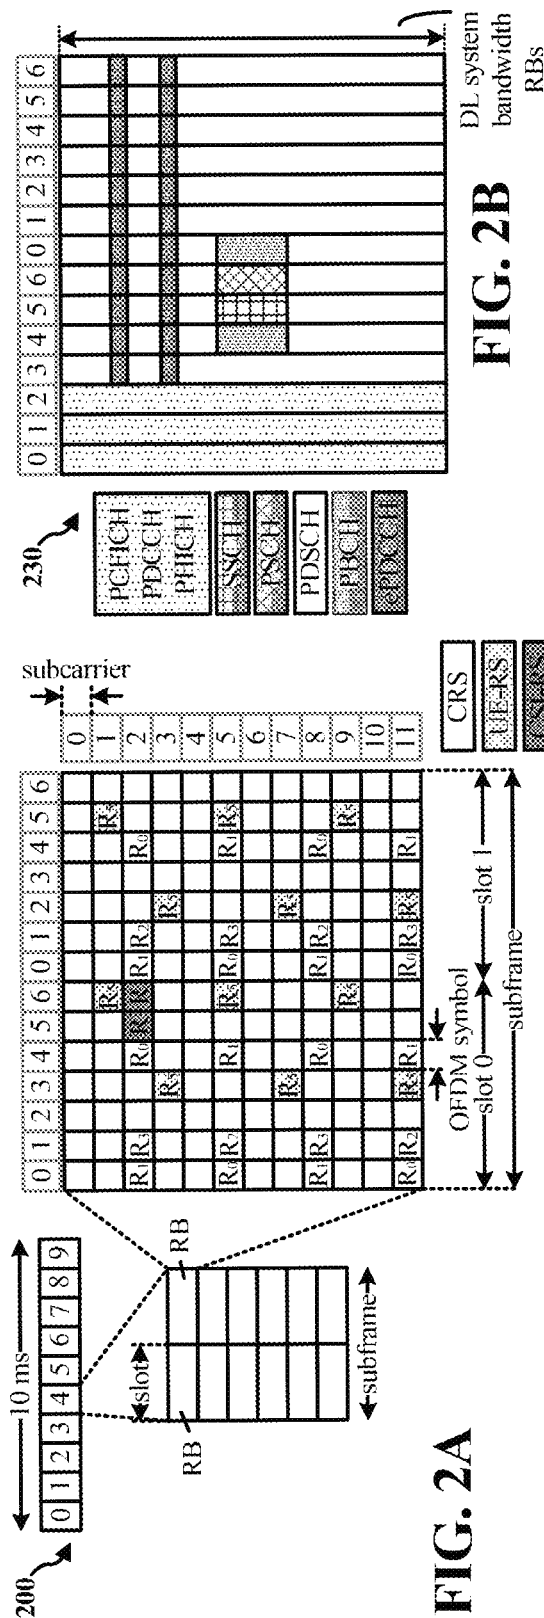 200
10 ms
0 1 2 3 4 5 6 7 8 9
RB
slot
RB
subframe
FIG. 2A
0 1 2 3 4 5 6 0 1 2 3 4 5 6
subcarrier
0
R5 R5 1
R1 R3 R0 R1 R2 R0 2
R5 R5 3
4
R0 R2 R1 R5 R0 R3 R1 R5 5
6
R5 R5 7
R1 R3 R0 R1 R2 R0 8
R5 R5 9
10
R0 R2 R5 R1 R0 R3 R5 R1 11
OFDM symbol
slot 0
slot 1
subframe
CRS
UE-RS
CSI-RS
230
PCFICH
PDCCH
PHICH
SSCH
PSCH
PDSCH
PBCH
ePDCCH
0 1 2 3 4 5 6 0 1 2 3 4 5 6
DL system
bandwidth
RBs
FIG. 2B